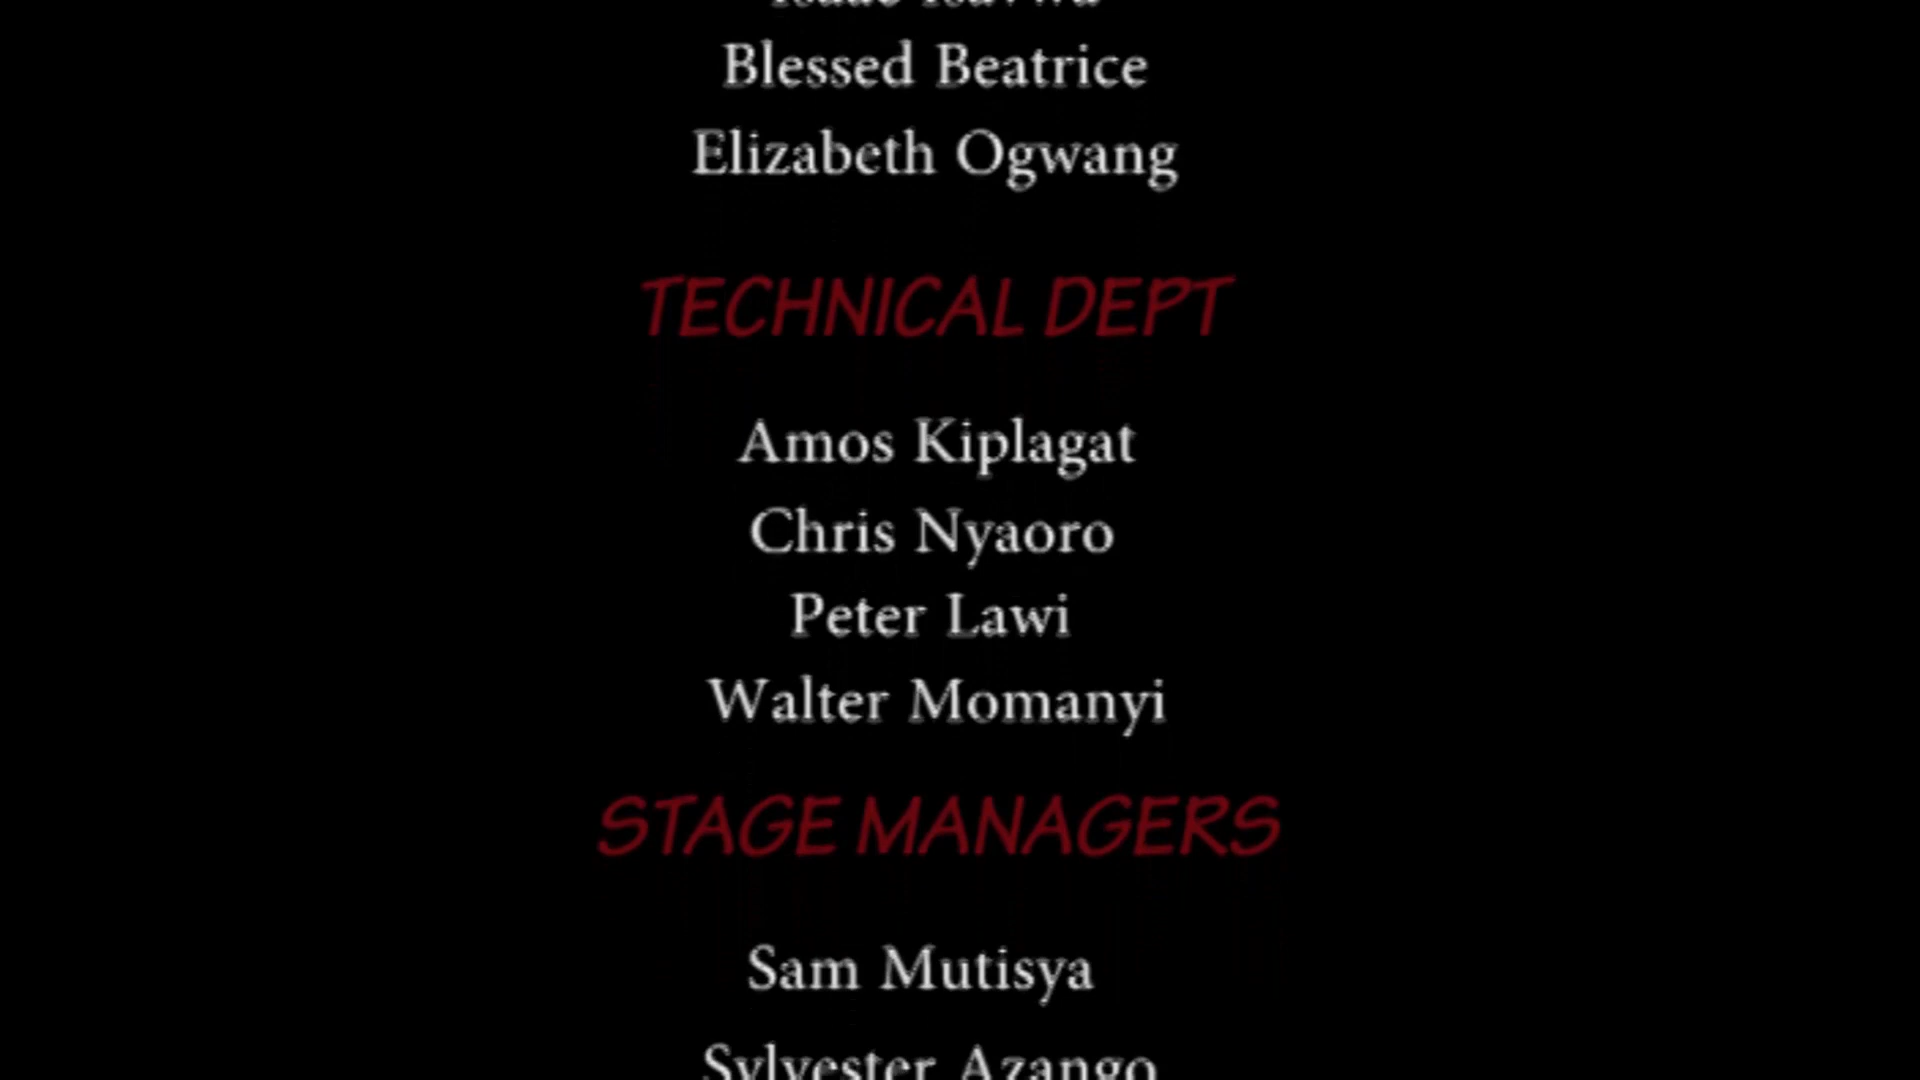 Blessed Beatrice
Elizabeth Ogwang
TECHNICAL DEPT
Amos Kiplagat
Chris Nyaoro
Peter Lawi
Walter Momanyi
STAGE MANAGERS
Sam Mutisya
Sylvester Azango